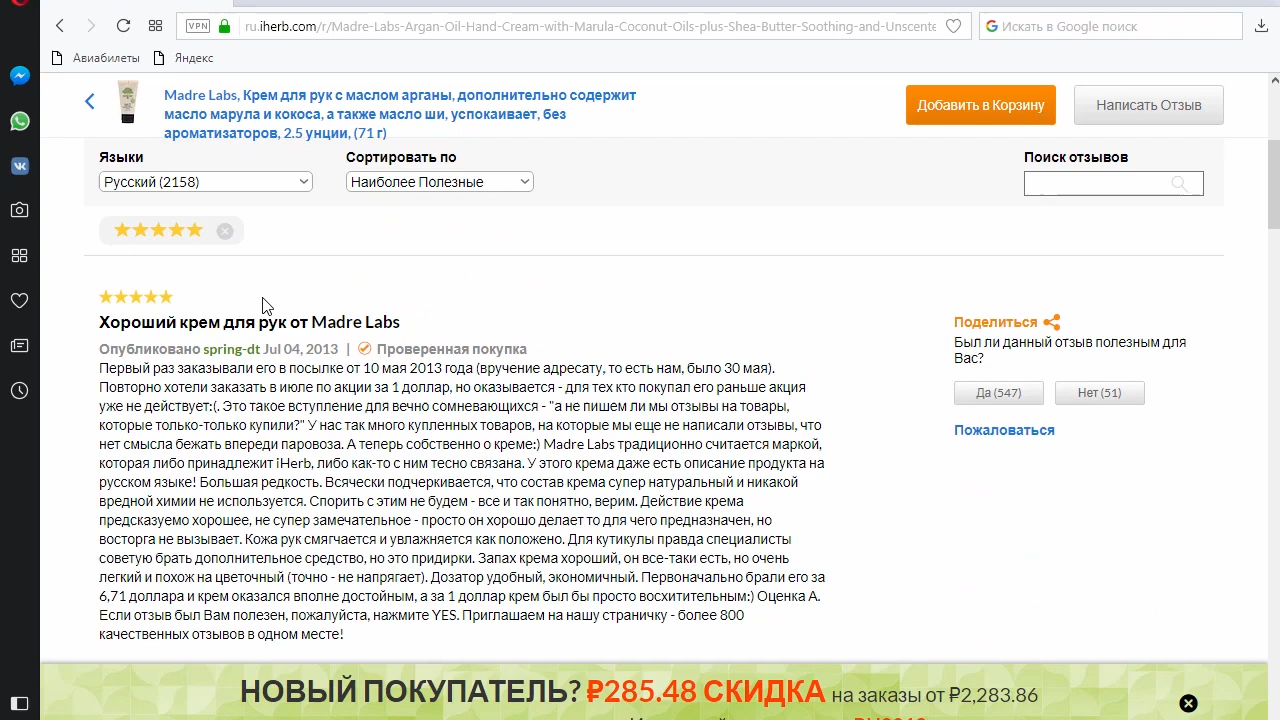 VPN
ru.iherb.com/r/Madre-Labs-Argan-Oil-Hand-Cream-with-Marula-Coconut-Oils-plus-Shea-Butter-Soothing-and-Unscente
Искать в Google поиск
Авиабилеты
Яндекс
Madre Labs, Крем для рук с маслом арганы, дополнительно содержит
масло марула и кокоса, а также масло ши, успокаивает, без
ароматизаторов, 2.5 унции, (71 г)
Добавить в Корзину
Написать Отзыв
Языки
Сортировать по
Поиск отзывов
Русский (2158)
Наиболее Полезные
Хороший крем для рук от Madre Labs
Опубликовано spring-dt Jul 04, 2013 | Проверенная покупка
Первый раз заказывали его в посылке от 10 мая 2013 года (вручение адресату, то есть нам, было 30 мая).
Повторно хотели заказать в июле по акции за 1 доллар, но оказывается - для тех кто покупал его раньше акция
уже не действует:(. Это такое вступление для вечно сомневающихся - "а не пишем ли мы отзывы на товары,
которые только-только купили?" У нас так много купленных товаров, на которые мы еще не написали отзывы, что
нет смысла бежать впереди паровоза. А теперь собственно о креме:) Madre Labs традиционно считается маркой,
которая либо принадлежит iHerb, либо как-то с ним тесно связана. У этого крема даже есть описание продукта на
русском языке! Большая редкость. Всячески подчеркивается, что состав крема супер натуральный и никакой
вредной химии не используется. Спорить с этим не будем - все и так понятно, верим. Действие крема
предсказуемо хорошее, не супер замечательное - просто он хорошо делает то для чего предназначен, но
восторга не вызывает. Кожа рук смягчается и увлажняется как положено. Для кутикулы правда специалисты
советую брать дополнительное средство, но это придирки. Запах крема хороший, он все-таки есть, но очень
легкий и похож на цветочный (точно - не напрягает). Дозатор удобный, экономичный. Первоначально брали его за
6,71 доллара и крем оказался вполне достойным, а за 1 доллар крем был бы просто восхитительным:) Оценка А.
Если отзыв был Вам полезен, пожалуйста, нажмите YES. Приглашаем на нашу страничку - более 800
качественных отзывов в одном месте!
Поделиться
Был ли данный отзыв полезным для
Вас?
Да (547)
Нет (51)
Пожаловаться
НОВЫЙ ПОКУПАТЕЛЬ? ₽285.48 СКИДКА на заказы от ₽2,283.86